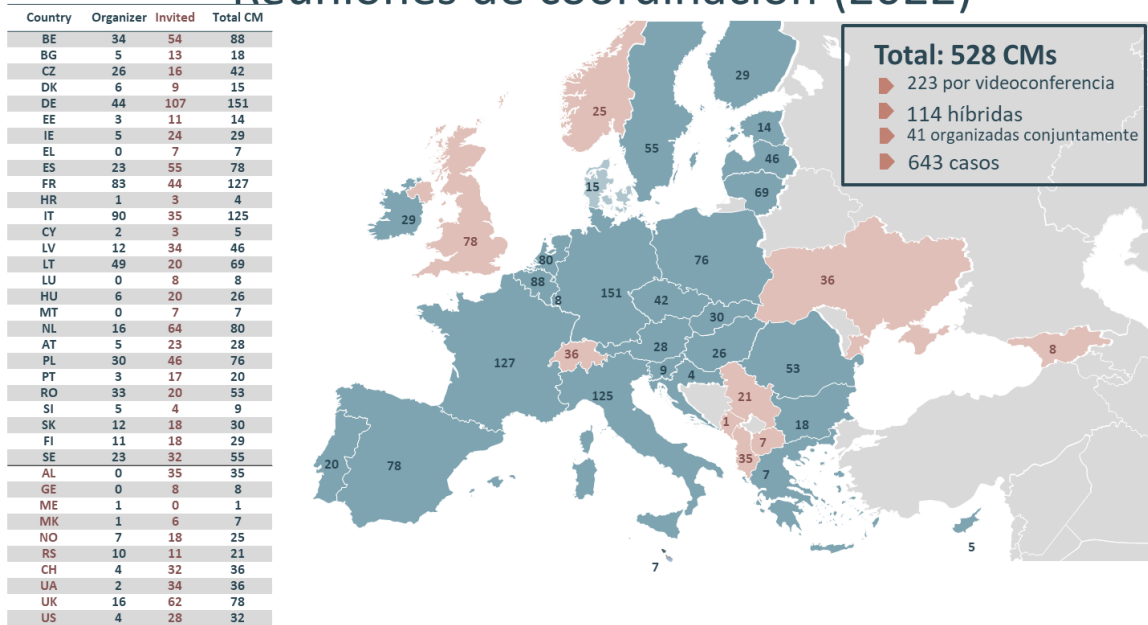 Reuniones de coordinación (2022)
Country Organizer Invited Total CM
BE 34 54 88
BG 5 13 18
CZ 26 16 42
DK 6 9 15
DE 44 107 151
EE 3 11 14
IE 5 24 29
EL 0 7 7
ES 23 55 78
FR 83 44 127
HR 1 3 4
IT 90 35 125
CY 2 3 5
LV 12 34 46
LT 49 20 69
LU 0 8 8
HU 6 20 26
MT 0 7 7
NL 16 64 80
AT 5 23 28
PL 30 46 76
PT 3 17 20
RO 33 20 53
SI 5 4 9
SK 12 18 30
FI 11 18 29
SE 23 32 55
AL 0 35 35
GE 0 8 8
ME 1 0 1
MK 1 6 7
NO 7 18 25
RS 10 11 21
CH 4 32 36
UA 2 34 36
UK 16 62 78
US 4 28 32
Total: 528 CMs
223 por videoconferencia
114 híbridas
41 organizadas conjuntamente
643 casos
29
25
14
55
46
15
69
29
78
80
76
88
36
151
8
42
30
28
26
36
8
127
9
4
53
125
21
1
18
7
35
20
78
7
5
7